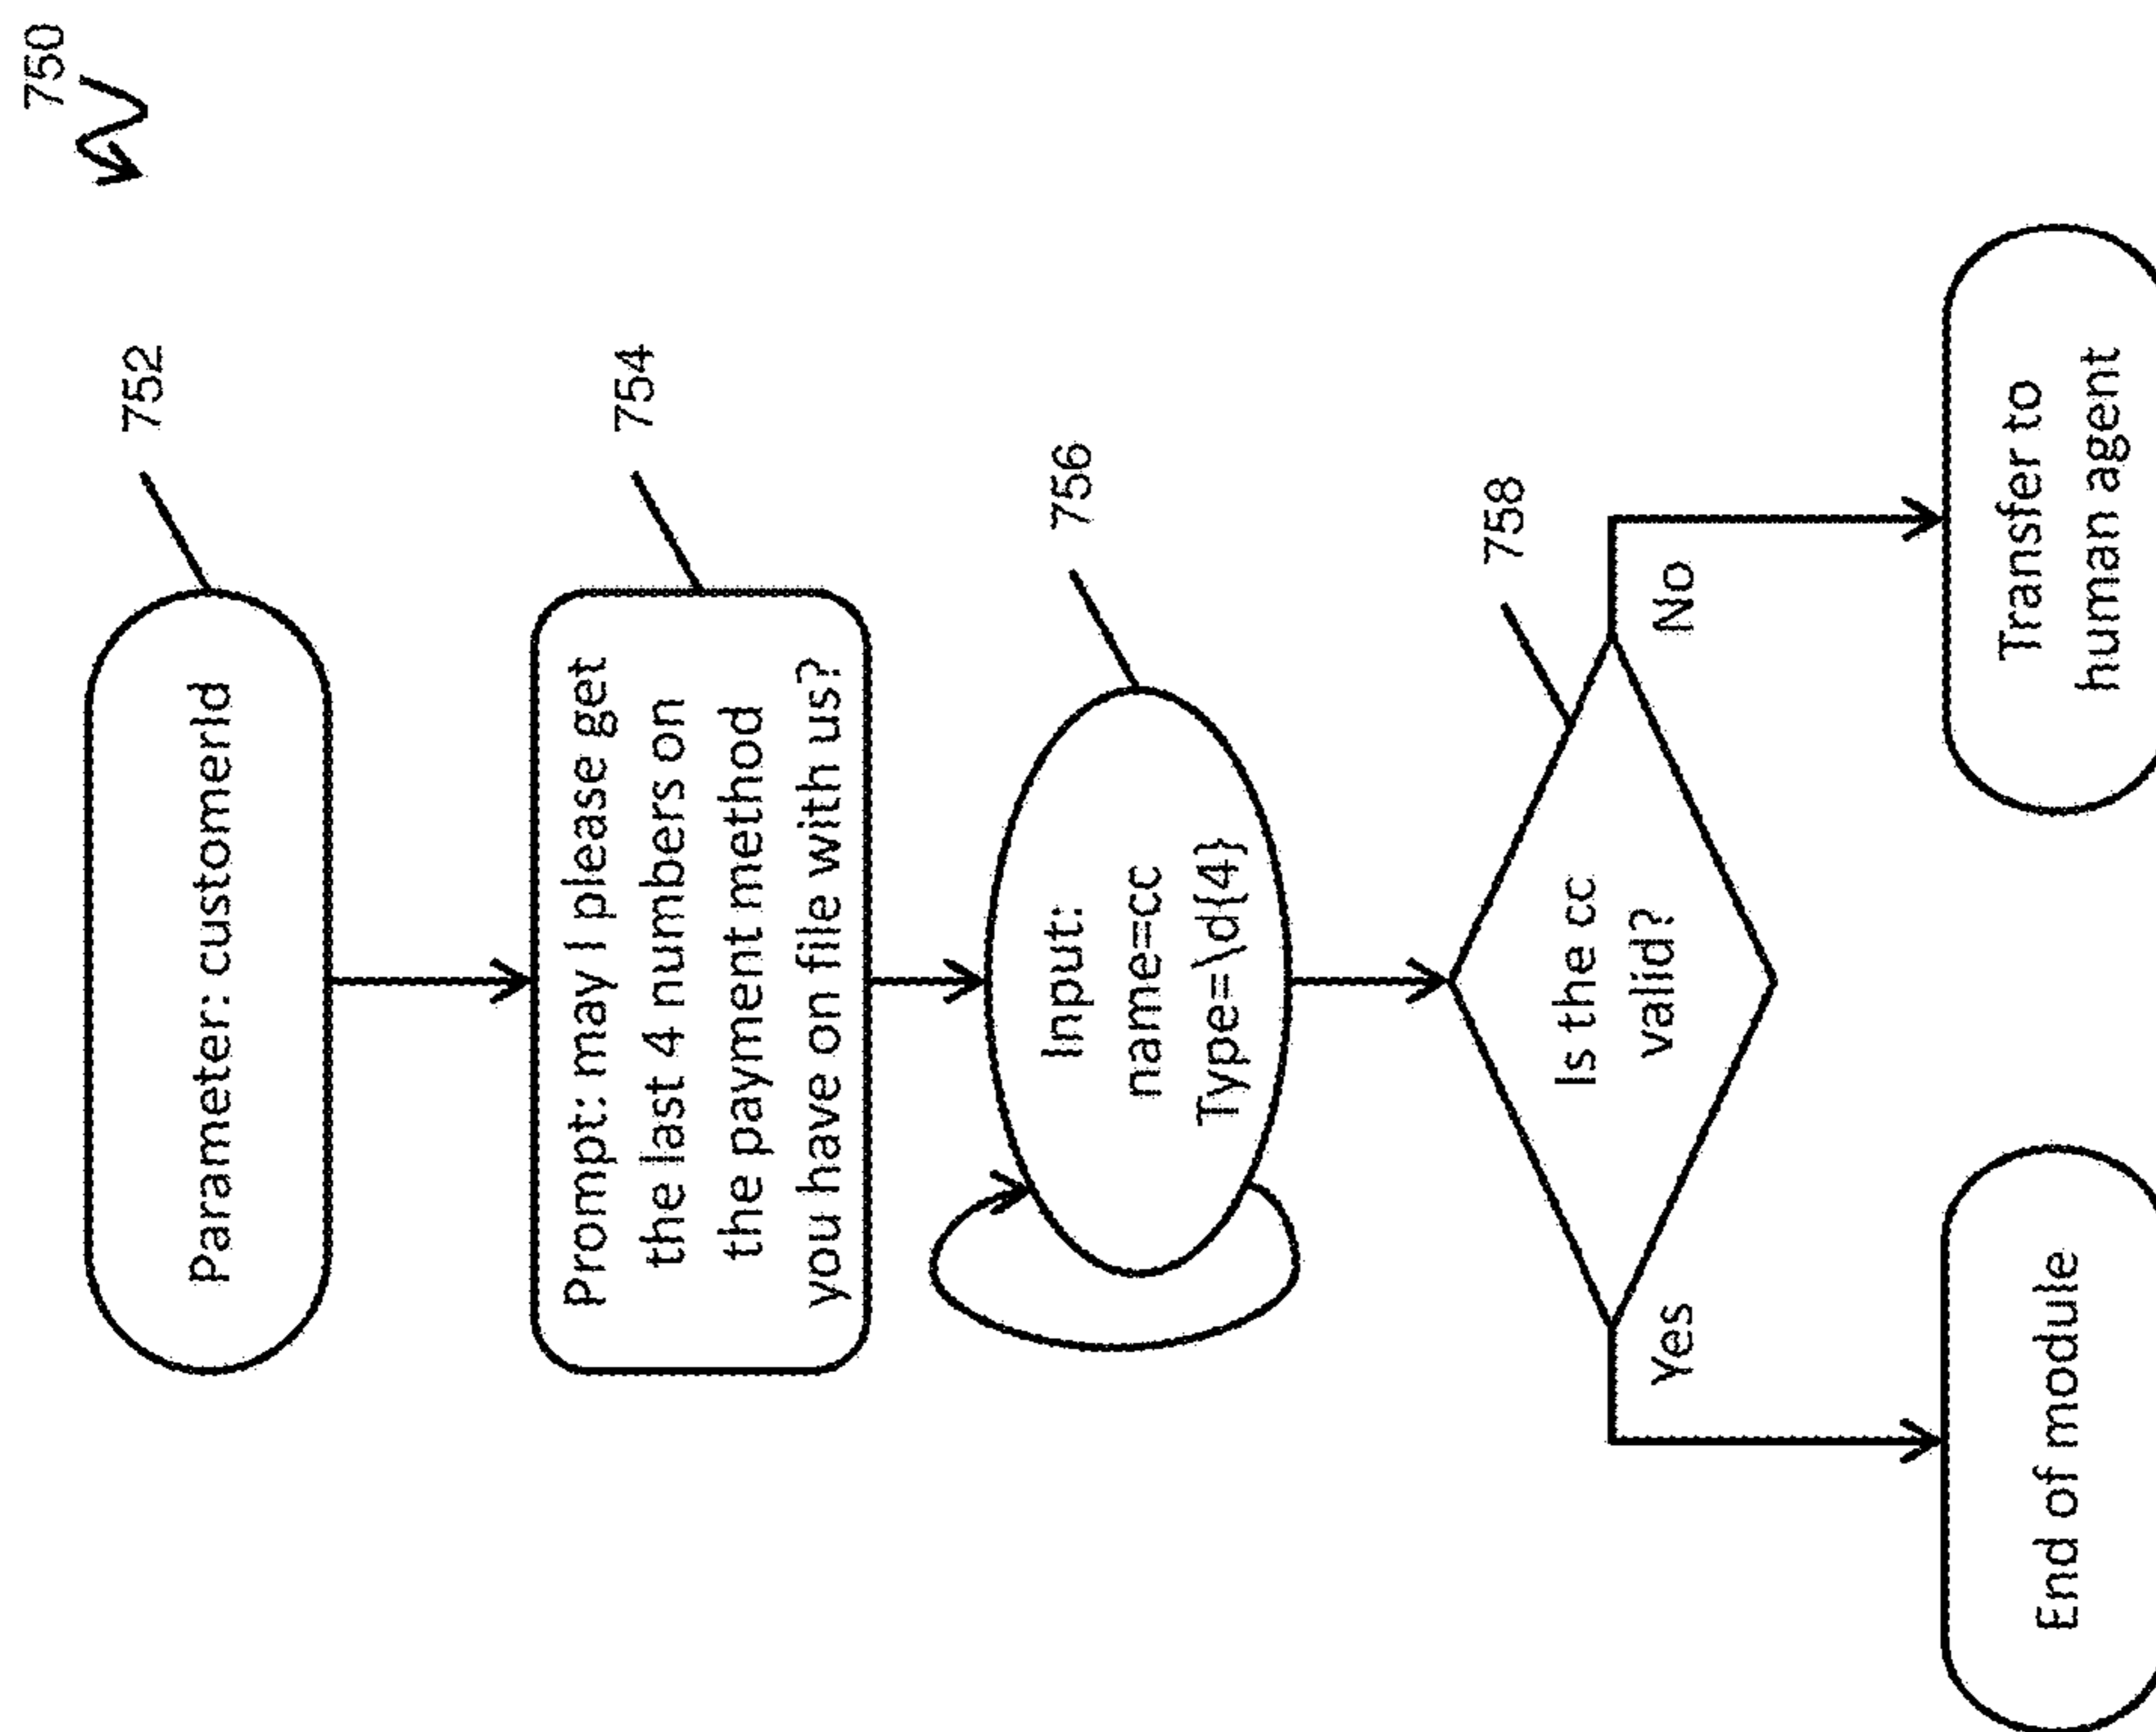 750
Parameter: customerId
752
Prompt: may I please get
the last 4 numbers on
the payment method
you have on file with us?
754
Input:
name=cc
Type=\d{4}
756
758
Is the cc
valid?
Yes
No
End of module
Transfer to
human agent